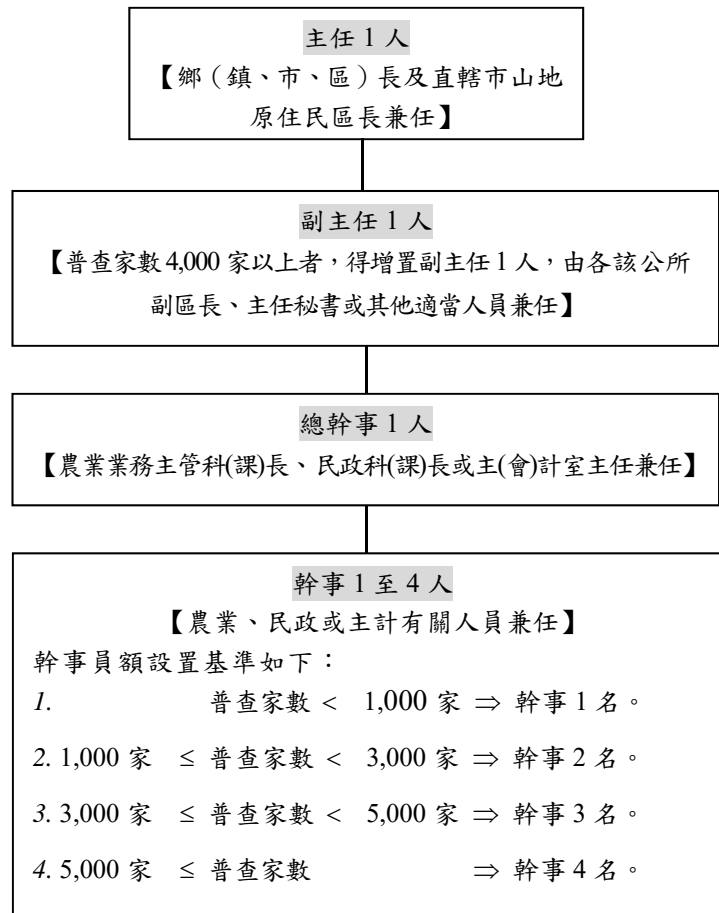 主任 1 人
【鄉（鎮、市、區）長及直轄市山地
原住民區長兼任】
副主任 1 人
【普查家數 4,000 家以上者，得增置副主任 1 人，由各該公所
副區長、主任秘書或其他適當人員兼任】
總幹事 1 人
【農業業務主管科(課)長、民政科(課)長或主(會)計室主任兼任】
幹事 1 至 4 人
【農業、民政或主計有關人員兼任】
幹事員額設置基準如下：
1. 普查家數 < 1,000 家 ⇒ 幹事 1 名。
2. 1,000 家 ≤ 普查家數 < 3,000 家 ⇒ 幹事 2 名。
3. 3,000 家 ≤ 普查家數 < 5,000 家 ⇒ 幹事 3 名。
4. 5,000 家 ≤ 普查家數 ⇒ 幹事 4 名。